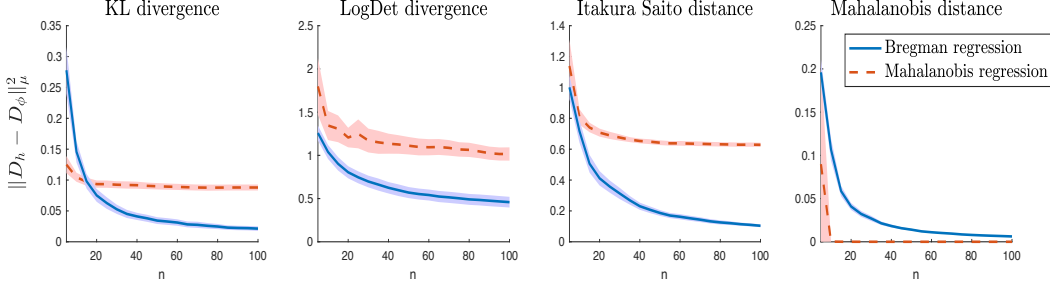 KL divergence
LogDet divergence
Itakura Saito distance
Mahalanobis distance
||D_h − D_ϕ||²_μ
0.35
0.3
0.25
0.2
0.15
0.1
0.05
0
20 40 60 80 100
n
2.5
2
1.5
1
0.5
0
20 40 60 80 100
n
1.4
1.2
1
0.8
0.6
0.4
0.2
0
20 40 60 80 100
n
0.25
0.2
0.15
0.1
0.05
0
20 40 60 80 100
n
Bregman regression
Mahalanobis regression